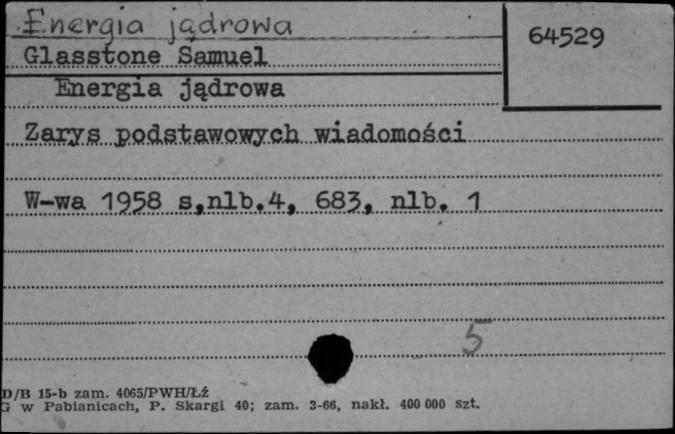 Energia jądrowa
64529
Glasstone Samuel
Energia jądrowa
Zarys podstawowych wiadomości
W-wa 1958 s,nlb.4, 683, nlb. 1
5
D/B 15-b zam. 4065/PWH/Łź
G w Pabianicach, P. Skargi 40; zam. 3-66, nakł. 400 000 szt.